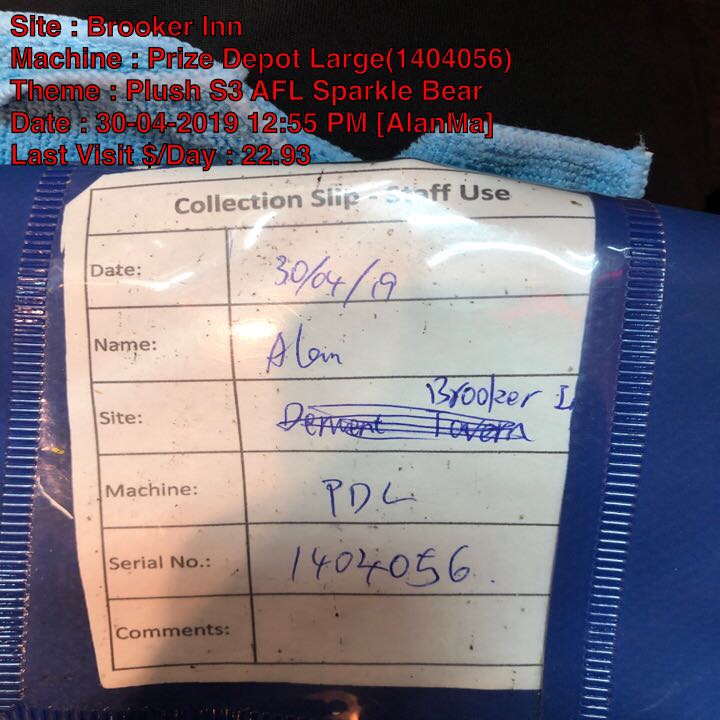 Site : Brooker Inn
Machine : Prize Depot Large(1404056)
Theme : Plush S3 AFL Sparkle Bear
Date : 30-04-2019 12:55 PM [AlanMa]
Last Visit $/Day : 22.93
Collection Slip - Staff Use
Date: 30/04/19
Name: Alan
Brooker I
Site: Derwent Tavern
Machine: PDL
Serial No.: 1404056.
Comments: